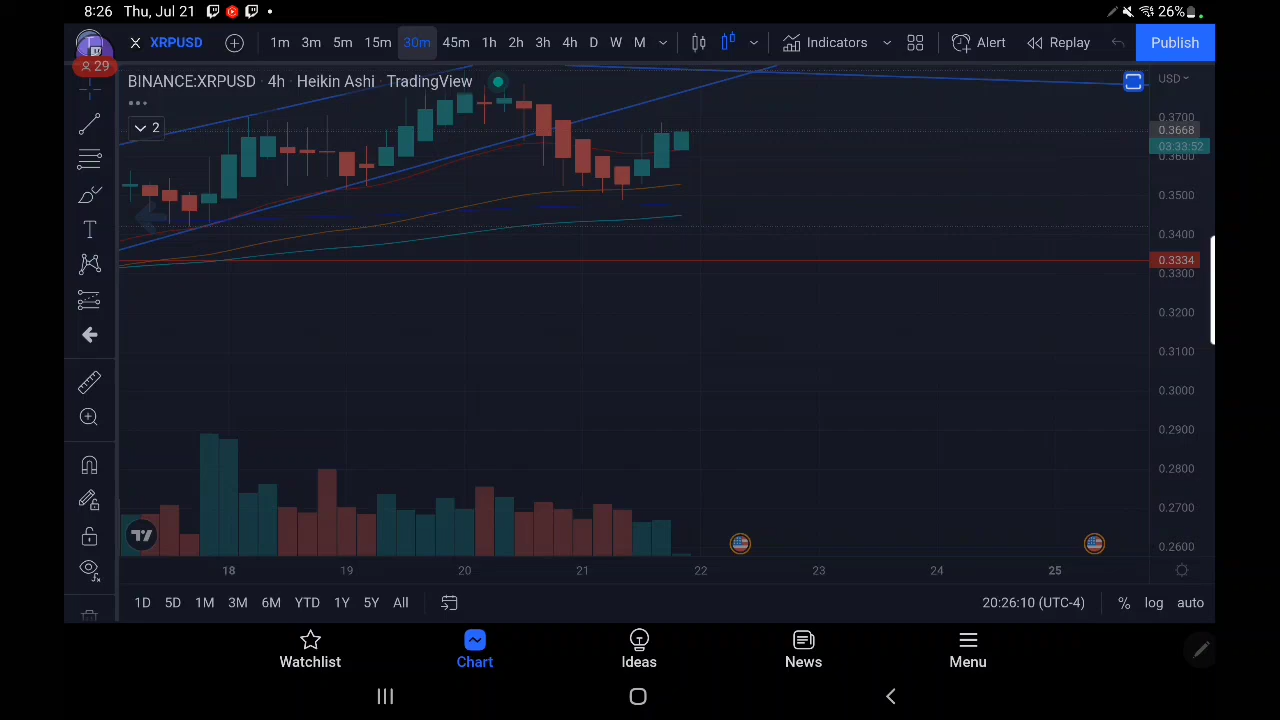 8:26 Thu, Jul 21 26%
29
XRPUSD 1m 3m 5m 15m 30m 45m 1h 2h 3h 4h D W M Indicators Alert Replay Publish
BINANCE:XRPUSD · 4h · Heikin Ashi · TradingView
2
USD
0.3700
0.3668
03:33:52
0.3600
0.3500
0.3400
0.3334
0.3300
0.3200
0.3100
0.3000
0.2900
0.2800
0.2700
0.2600
18 19 20 21 22 23 24 25
1D 5D 1M 3M 6M YTD 1Y 5Y All 20:26:10 (UTC-4) % log auto
Watchlist Chart Ideas News Menu